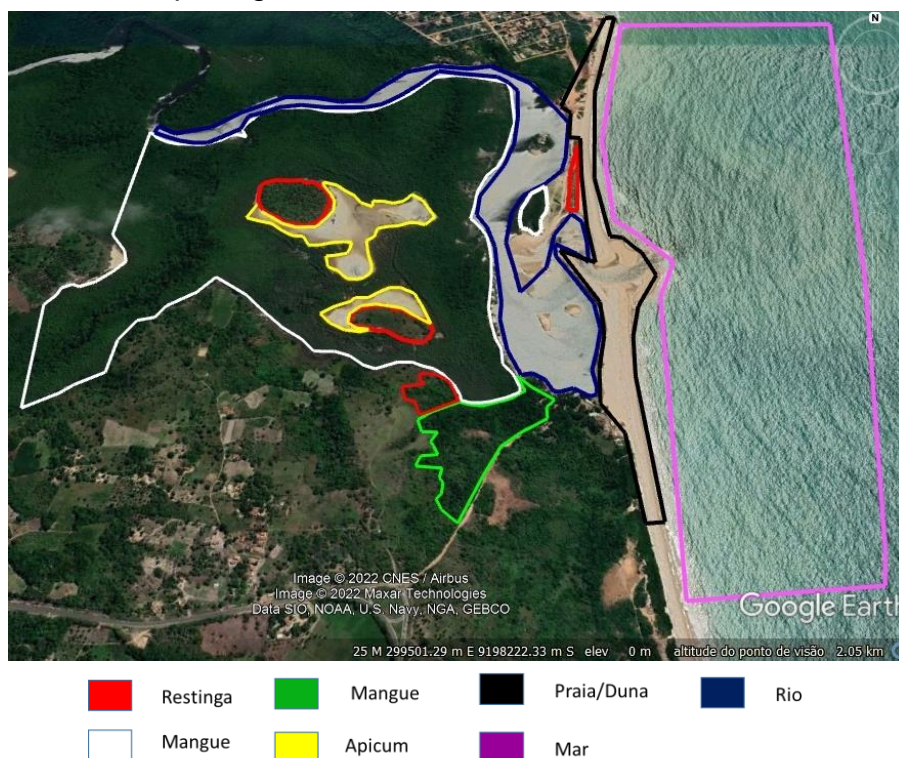 N
Image © 2022 CNES / Airbus
Image © 2022 Maxar Technologies
Data SIO, NOAA, U.S. Navy, NGA, GEBCO
Google Earth
25 M 299501.29 m E 9198222.33 m S elev 0 m altitude do ponto de visão 2.05 km
Restinga
Mangue
Praia/Duna
Rio
Mangue
Apicum
Mar